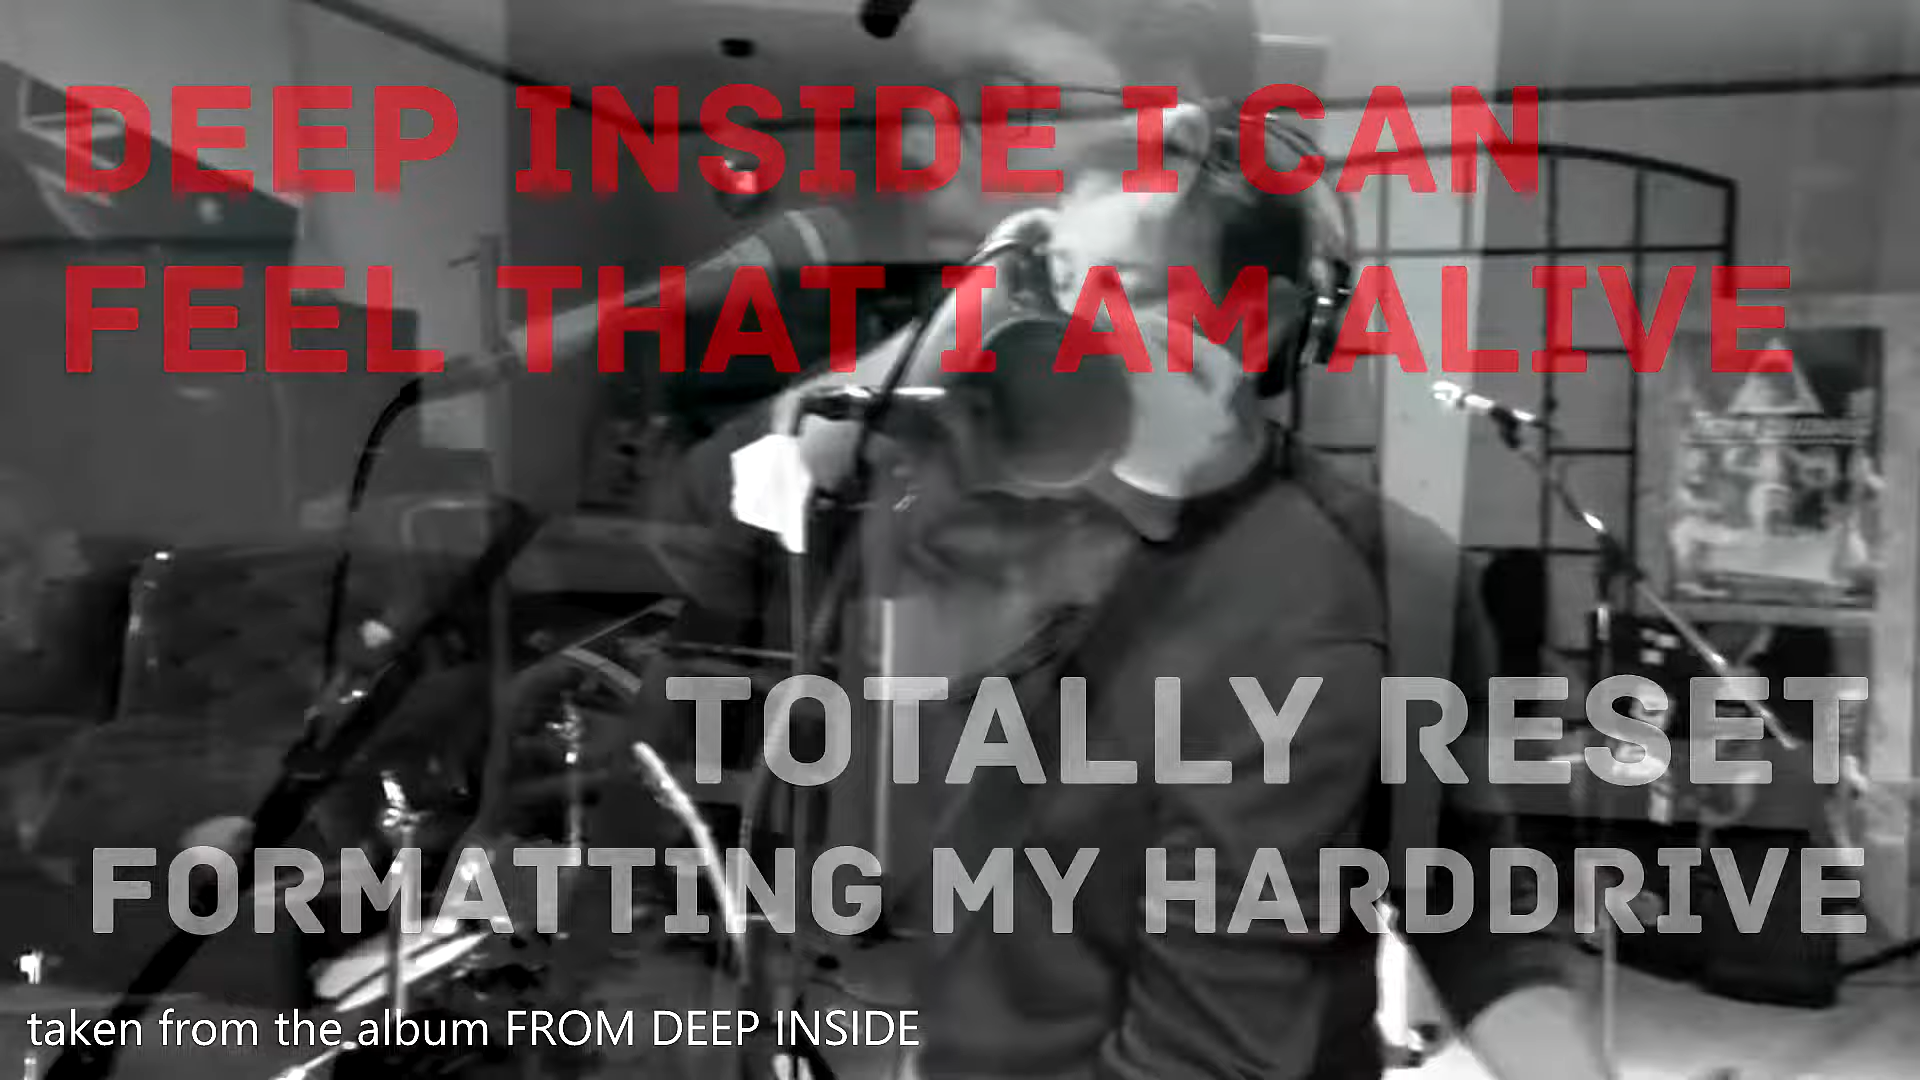 DEEP INSIDE I CAN
FEEL THAT I AM ALIVE
TOTALLY RESET
FORMATTING MY HARDDRIVE
taken from the album FROM DEEP INSIDE